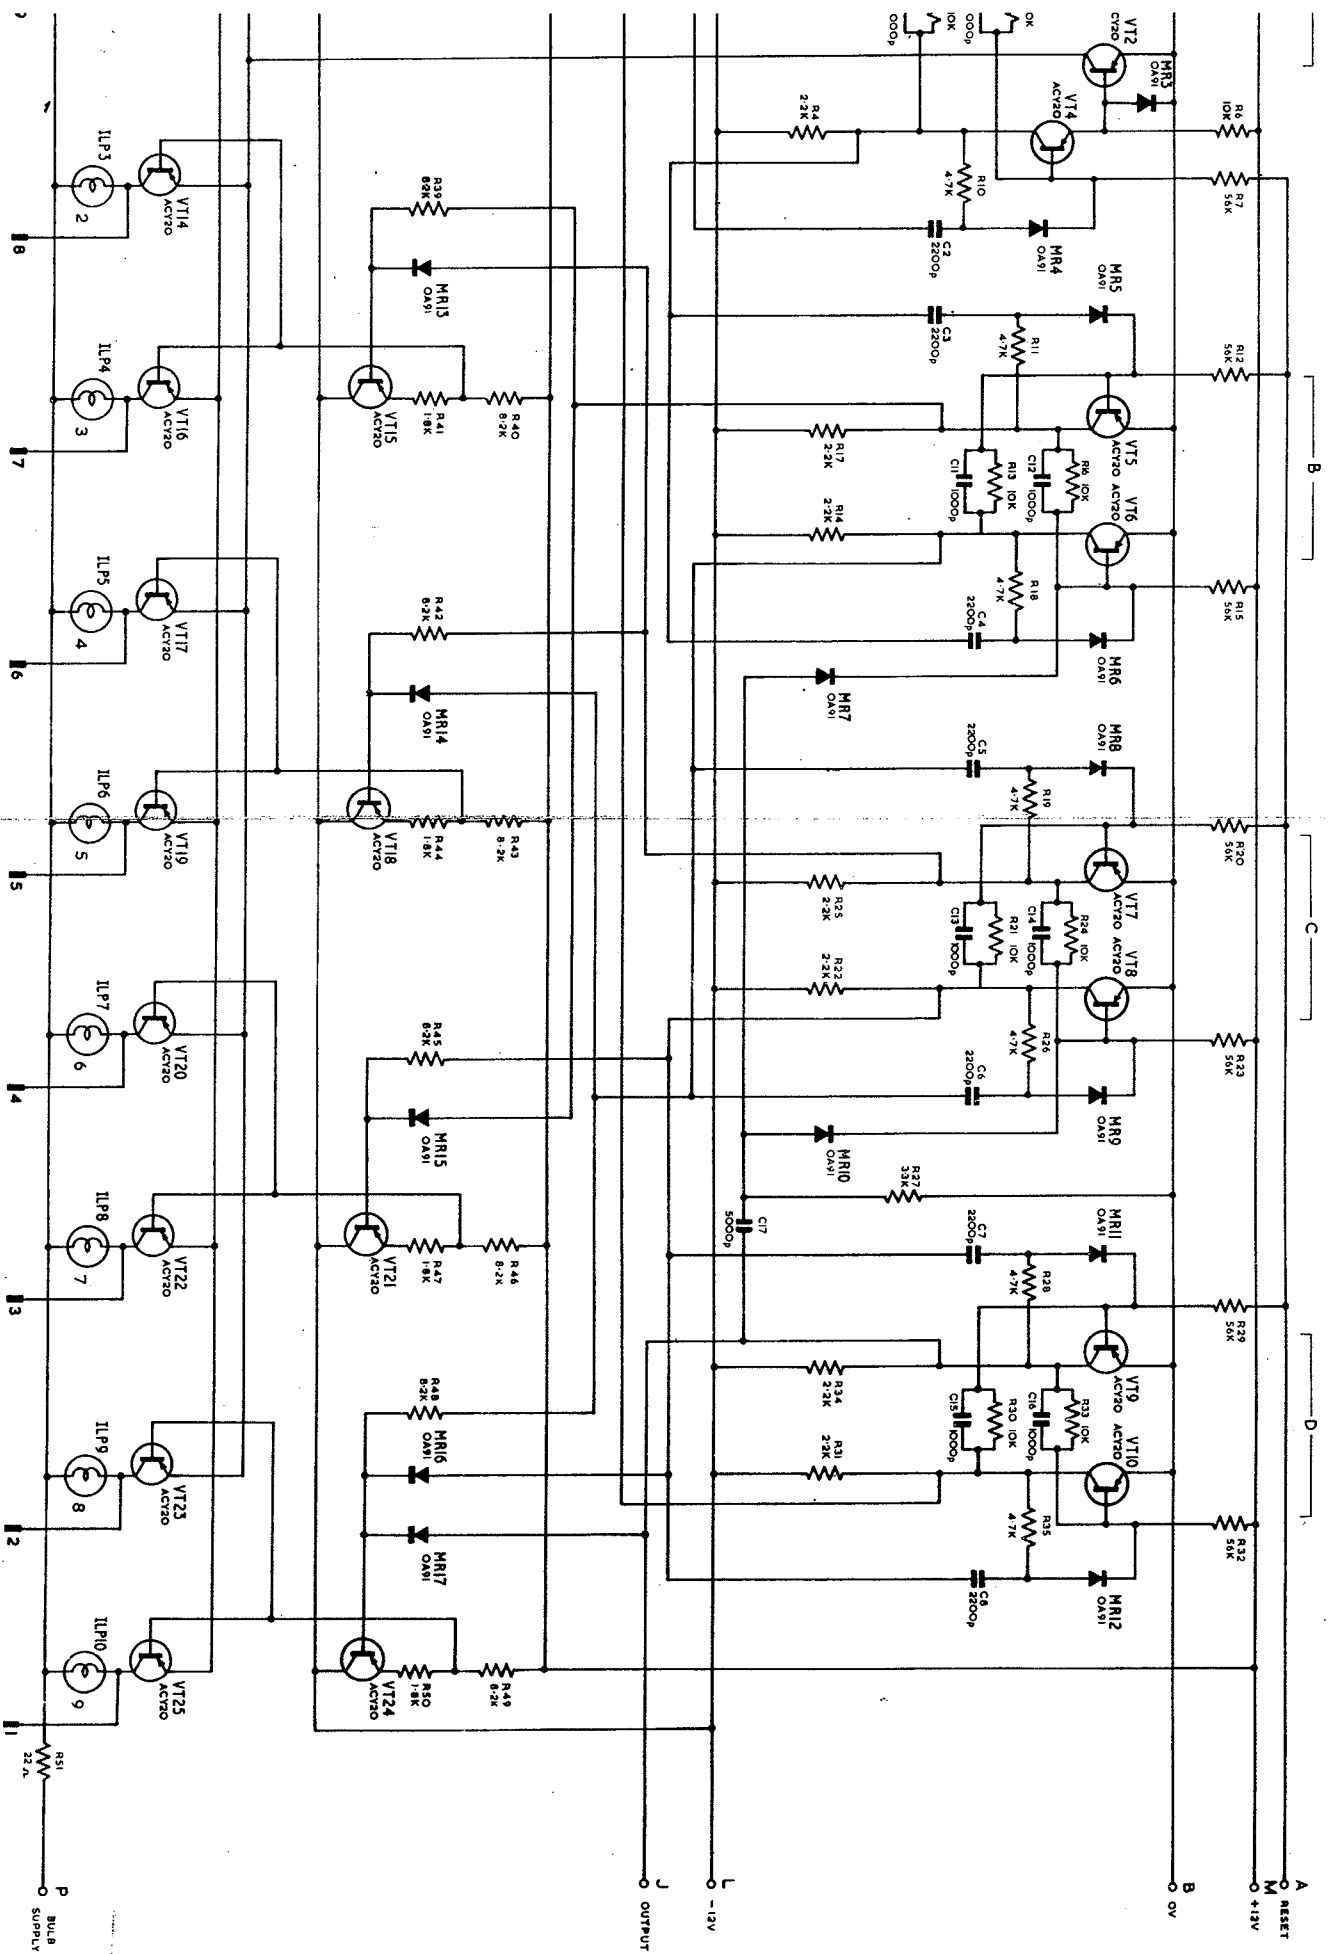 10K
000p
0K
000p
VT2
CY20
MR3
OA91
VT4
ACY20
R4
2·2K
R6
10K
R7
56K
R10
4·7K
C2
2200p
MR4
OA91
MR5
OA91
C3
2200p
R11
4·7K
R12
56K
B
VT5
ACY20
VT6
ACY20
R17
2·2K
R14
2·2K
R13 10K
C11
1000p
R16 10K
C12
1000p
R18
4·7K
R15
56K
C4
2200p
MR6
OA91
MR7
OA91
C5
2200p
MR8
OA91
R19
4·7K
R20
56K
C
VT7
ACY20
VT8
ACY20
R25
2·2K
R22
2·2K
R21 10K
C13
1000p
R24 10K
C14
1000p
R26
4·7K
R23
56K
C6
2200p
MR9
OA91
MR10
OA91
R27
33K
C17
5000p
C7
2200p
MR11
OA91
R28
4·7K
R29
56K
D
VT9
ACY20
VT10
ACY20
R34
2·2K
R31
2·2K
R30 10K
C15
1000p
R33 10K
C16
1000p
R35
4·7K
R32
56K
C8
2200p
MR12
OA91
R39
8·2K
MR13
OA91
VT15
ACY20
R41
1·8K
R40
8·2K
R42
8·2K
MR14
OA91
VT18
ACY20
R44
1·8K
R43
8·2K
R45
8·2K
MR15
OA91
VT21
ACY20
R47
1·8K
R46
8·2K
R48
8·2K
MR16
OA91
MR17
OA91
VT24
ACY20
R50
1·8K
R49
8·2K
ILP3
2
VT14
ACY20
8
ILP4
3
VT16
ACY20
7
ILP5
4
VT17
ACY20
6
ILP6
5
VT19
ACY20
5
ILP7
6
VT20
ACY20
4
ILP8
7
VT22
ACY20
3
ILP9
8
VT23
ACY20
2
ILP10
9
VT25
ACY20
1
R51
22Ω
A RESET
M +12V
B 0V
L -12V
J OUTPUT
P BULB
SUPPLY